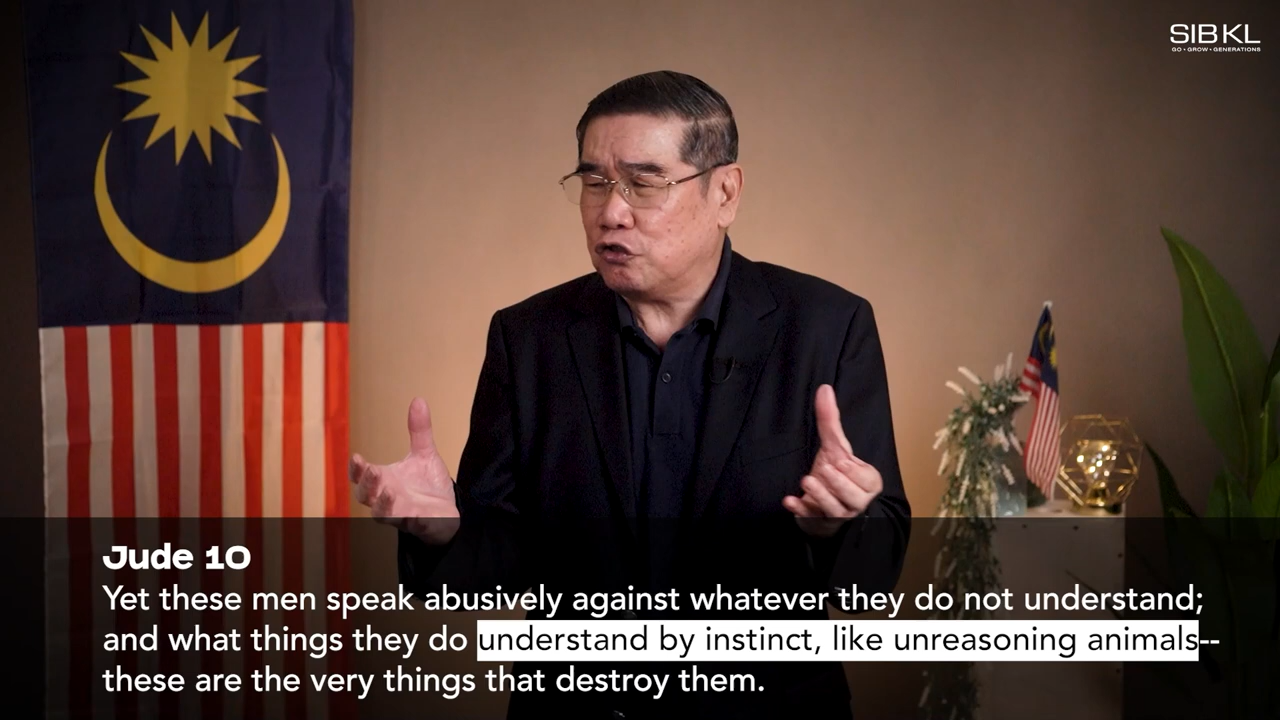 SIBKL
GO • GROW • GENERATIONS
Jude 10
Yet these men speak abusively against whatever they do not understand;
and what things they do understand by instinct, like unreasoning animals--
these are the very things that destroy them.